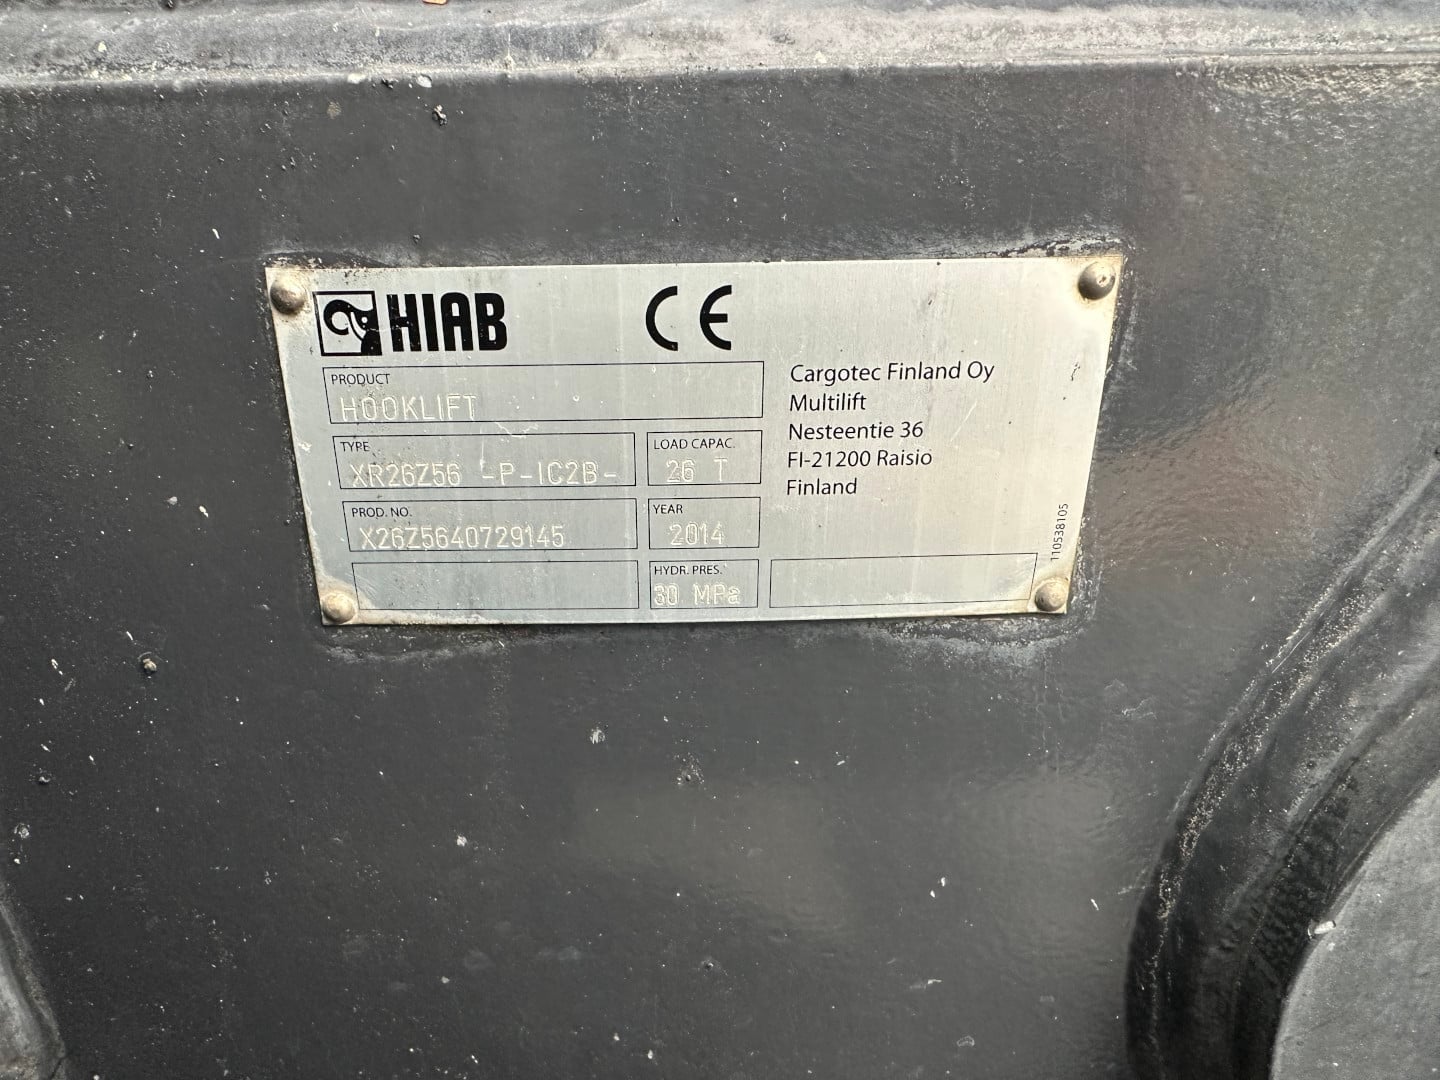 HIAB CE
PRODUCT
HOOKLIFT
TYPE
XR26Z56 -P-IC2B-
LOAD CAPAC.
26 T
PROD. NO.
X26Z5640729145
YEAR
2014
HYDR. PRES.
30 MPa
Cargotec Finland Oy
Multilift
Nesteentie 36
FI-21200 Raisio
Finland
110538105